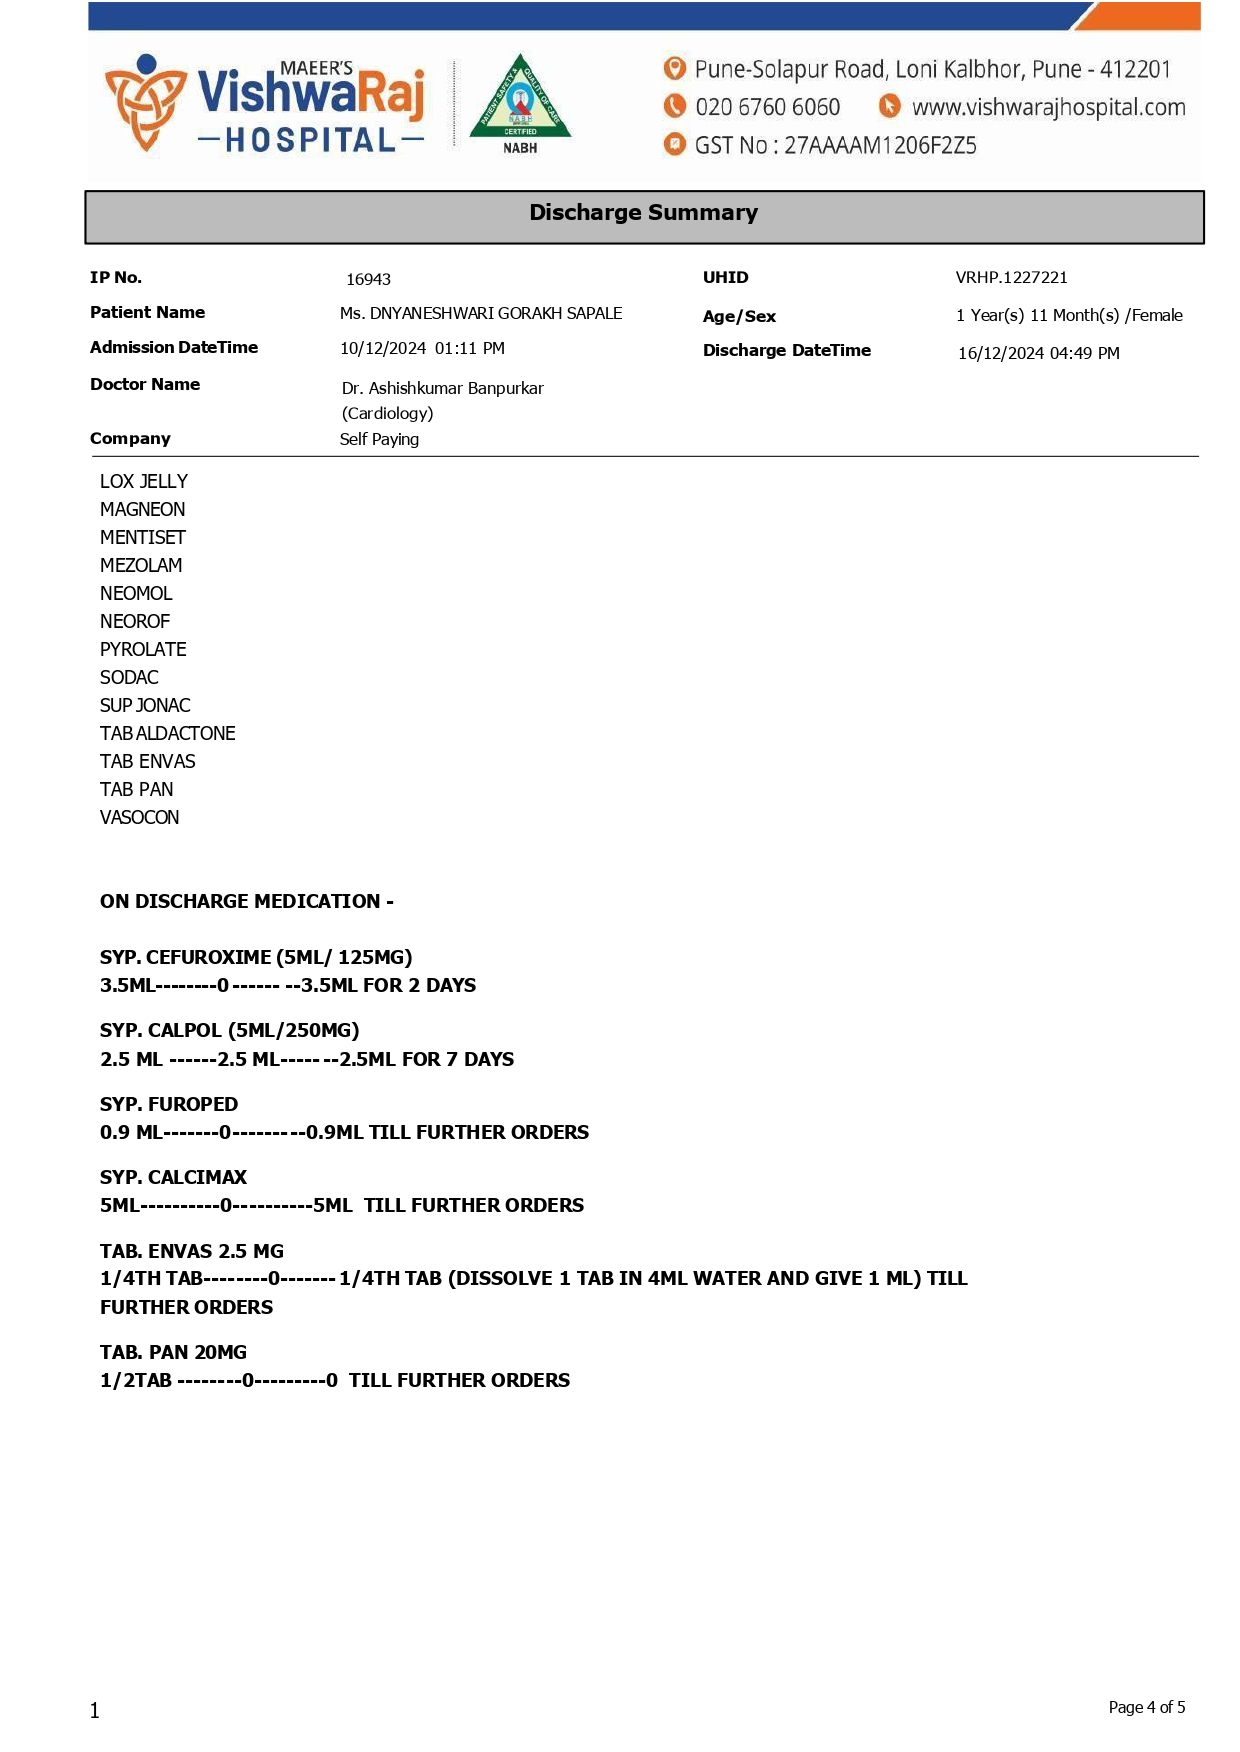 MAEER'S
VishwaRaj
HOSPITAL
PATIENT SAFETY & QUALITY OF CARE
NABH
CERTIFIED
NABH
Pune-Solapur Road, Loni Kalbhor, Pune - 412201
020 6760 6060 www.vishwarajhospital.com
GST No : 27AAAAM1206F2Z5
Discharge Summary
IP No. 16943 UHID VRHP.1227221
Patient Name Ms. DNYANESHWARI GORAKH SAPALE Age/Sex 1 Year(s) 11 Month(s) /Female
Admission DateTime 10/12/2024 01:11 PM Discharge DateTime 16/12/2024 04:49 PM
Doctor Name Dr. Ashishkumar Banpurkar
(Cardiology)
Company Self Paying
LOX JELLY
MAGNEON
MENTISET
MEZOLAM
NEOMOL
NEOROF
PYROLATE
SODAC
SUP JONAC
TAB ALDACTONE
TAB ENVAS
TAB PAN
VASOCON
ON DISCHARGE MEDICATION -
SYP. CEFUROXIME (5ML/ 125MG)
3.5ML--------0 ------ --3.5ML FOR 2 DAYS
SYP. CALPOL (5ML/250MG)
2.5 ML ------2.5 ML----- --2.5ML FOR 7 DAYS
SYP. FUROPED
0.9 ML-------0---------0.9ML TILL FURTHER ORDERS
SYP. CALCIMAX
5ML----------0----------5ML TILL FURTHER ORDERS
TAB. ENVAS 2.5 MG
1/4TH TAB--------0------- 1/4TH TAB (DISSOLVE 1 TAB IN 4ML WATER AND GIVE 1 ML) TILL
FURTHER ORDERS
TAB. PAN 20MG
1/2TAB --------0---------0 TILL FURTHER ORDERS
1 Page 4 of 5